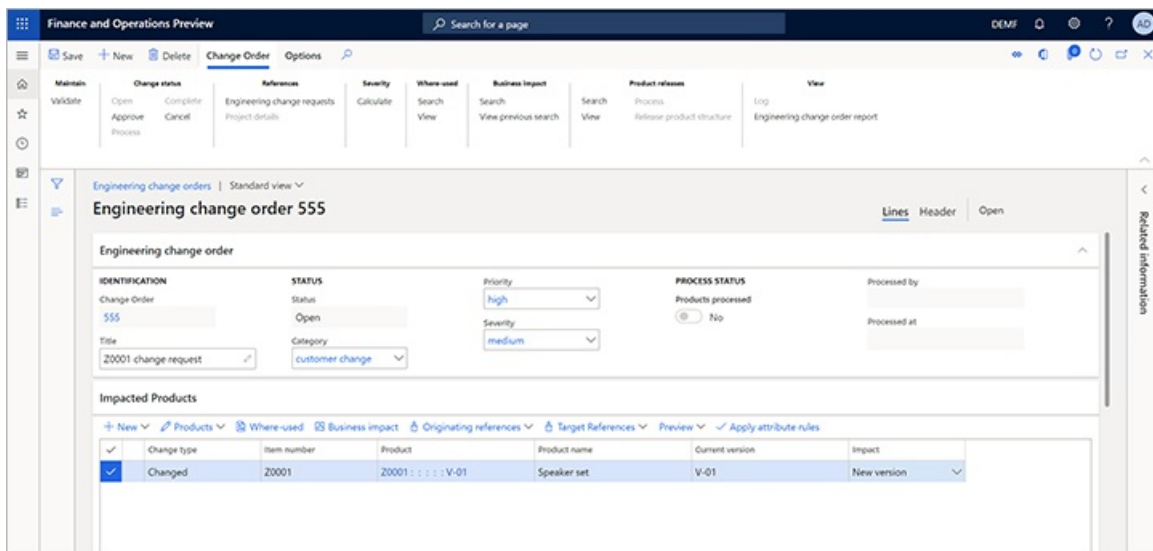 Finance and Operations Preview
Search for a page
DEMF
?
AD
Save New Delete Change Order Options
Maintain Change status References Severity Where-used Business impact Product releases View
Validate Open Complete Engineering change requests Calculate Search Search Search Process Log
Approve Cancel Project details View View previous search View Release product structure Engineering change order report
Process
Engineering change orders | Standard view
Engineering change order 555
Lines Header Open
Related information
Engineering change order
IDENTIFICATION STATUS Priority PROCESS STATUS Processed by
Change Order Status high Products processed
555 Open No
Severity Processed at
Title Category medium
Z0001 change request customer change
Impacted Products
New Products Where-used Business impact Originating references Target References Preview Apply attribute rules
Change type Item number Product Product name Current version Impact
Changed Z0001 Z0001 : : : : : V-01 Speaker set V-01 New version